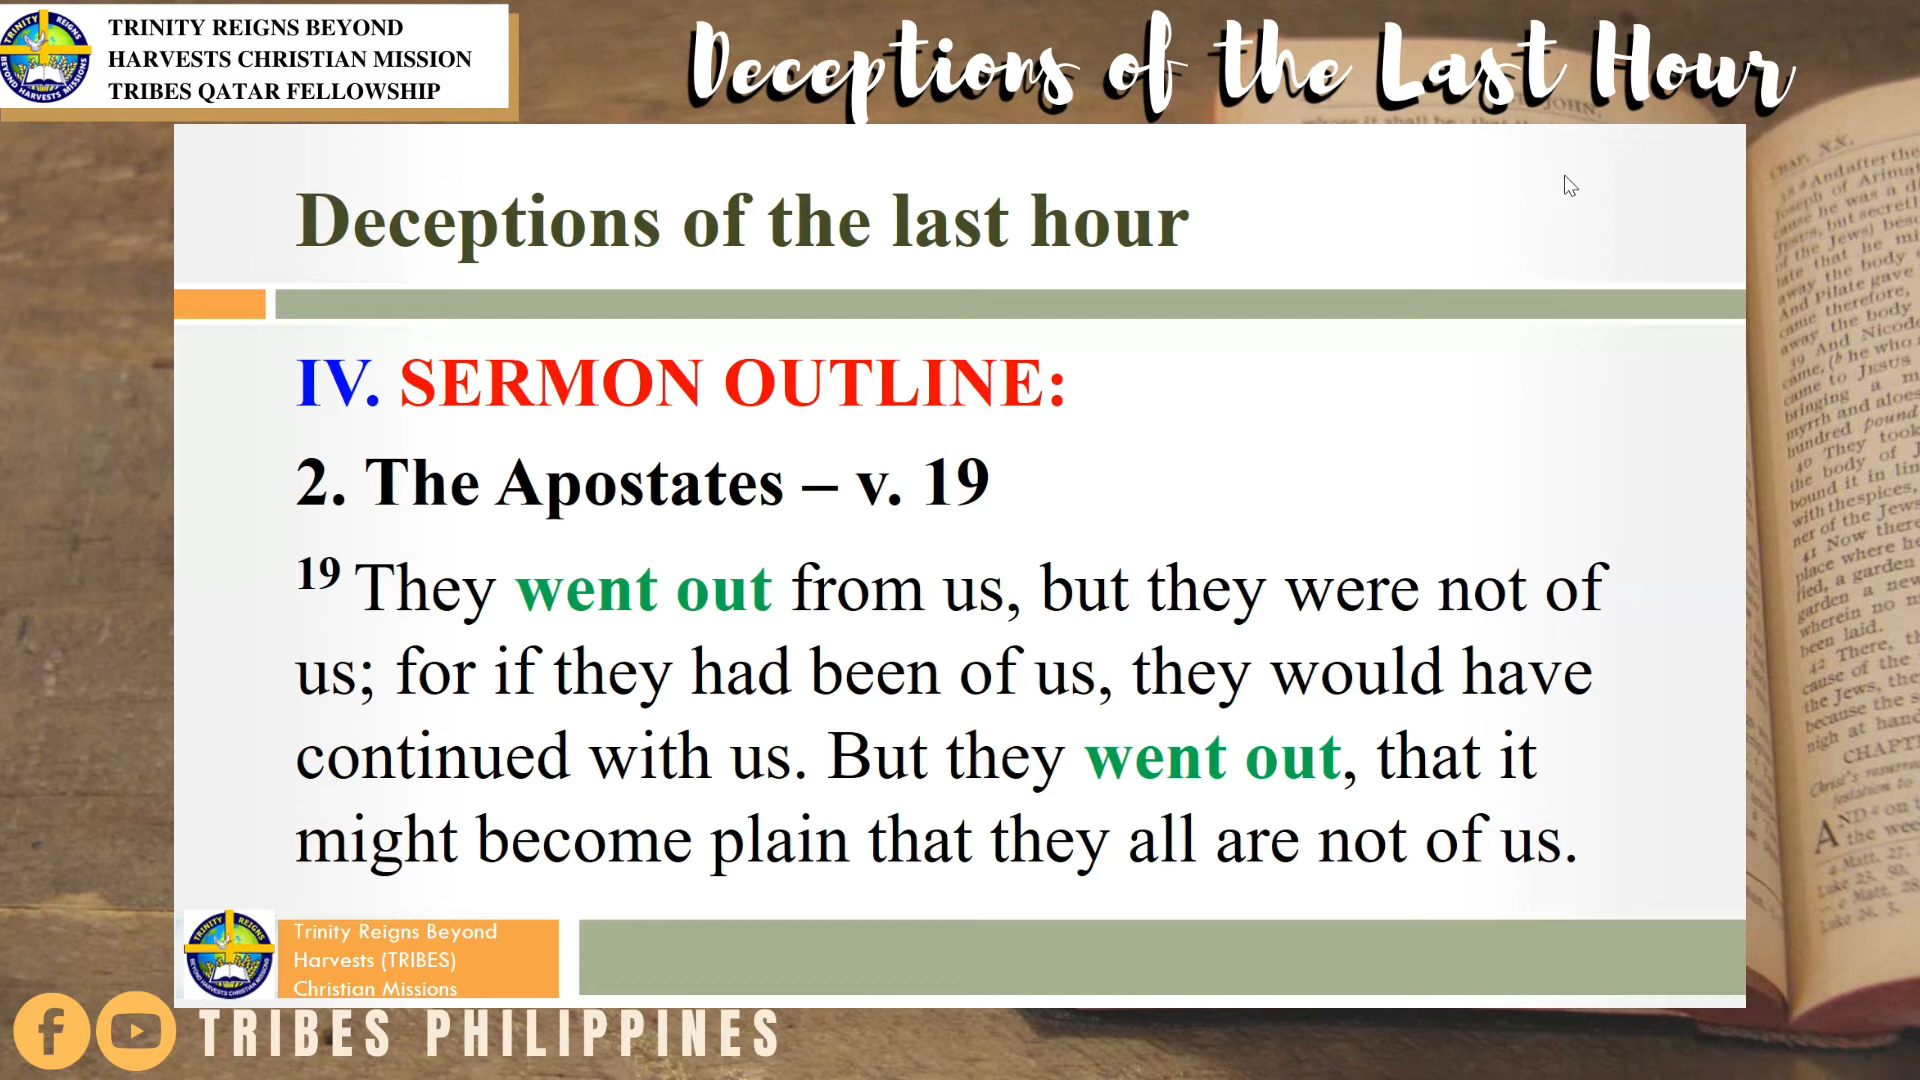 TRINITY REIGNS BEYOND
HARVESTS CHRISTIAN MISSION
TRIBES QATAR FELLOWSHIP
Deceptions of the Last Hour
Deceptions of the last hour
IV. SERMON OUTLINE:
2. The Apostates – v. 19
19 They went out from us, but they were not of
us; for if they had been of us, they would have
continued with us. But they went out, that it
might become plain that they all are not of us.
Trinity Reigns Beyond
Harvests (TRIBES)
Christian Missions
TRIBES PHILIPPINES